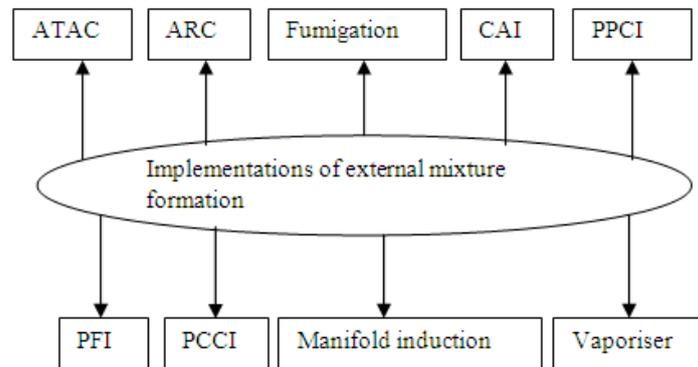 ATAC
ARC
Fumigation
CAI
PPCI
Implementations of external mixture
formation
PFI
PCCI
Manifold induction
Vaporiser